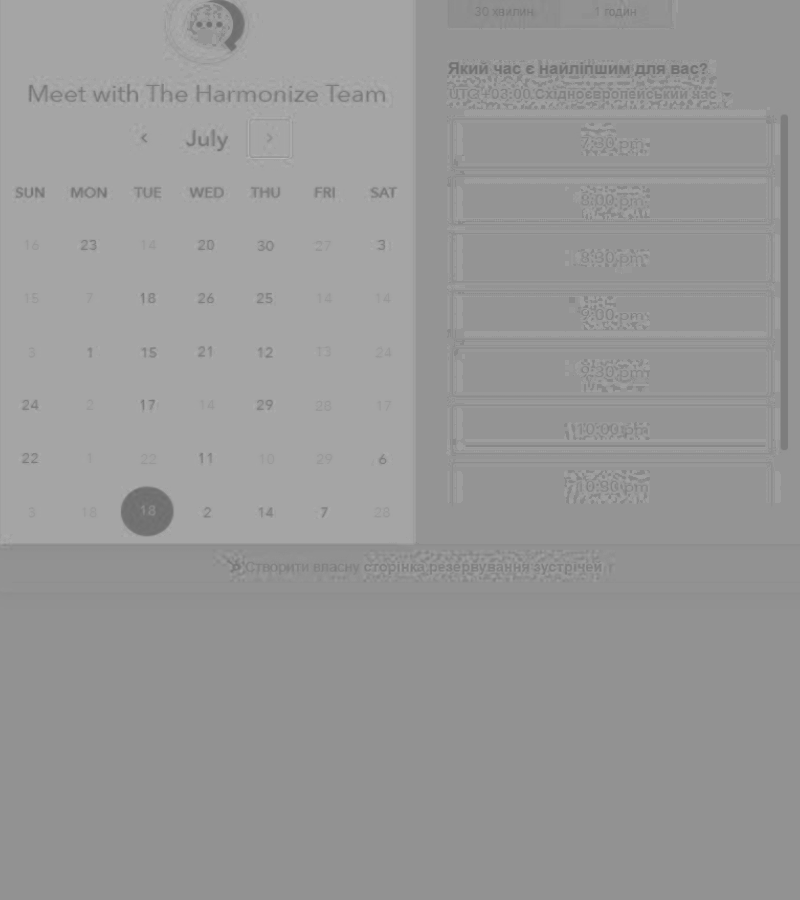 Meet with The Harmonize Team
July
SUN MON TUE WED THU FRI SAT
16 23 14 20 30 27 3
15 7 18 26 25 14 14
3 1 15 21 12 13 24
24 2 17 14 29 28 17
22 1 22 11 10 29 6
3 18 18 2 14 7 28
30 хвилин 1 годин
Який час є найліпшим для вас?
UTC+03:00 Східноєвропейський час
7:30 pm
8:00 pm
8:30 pm
9:00 pm
9:30 pm
10:00 pm
10:30 pm
Створити власну сторінка резервування зустрічей